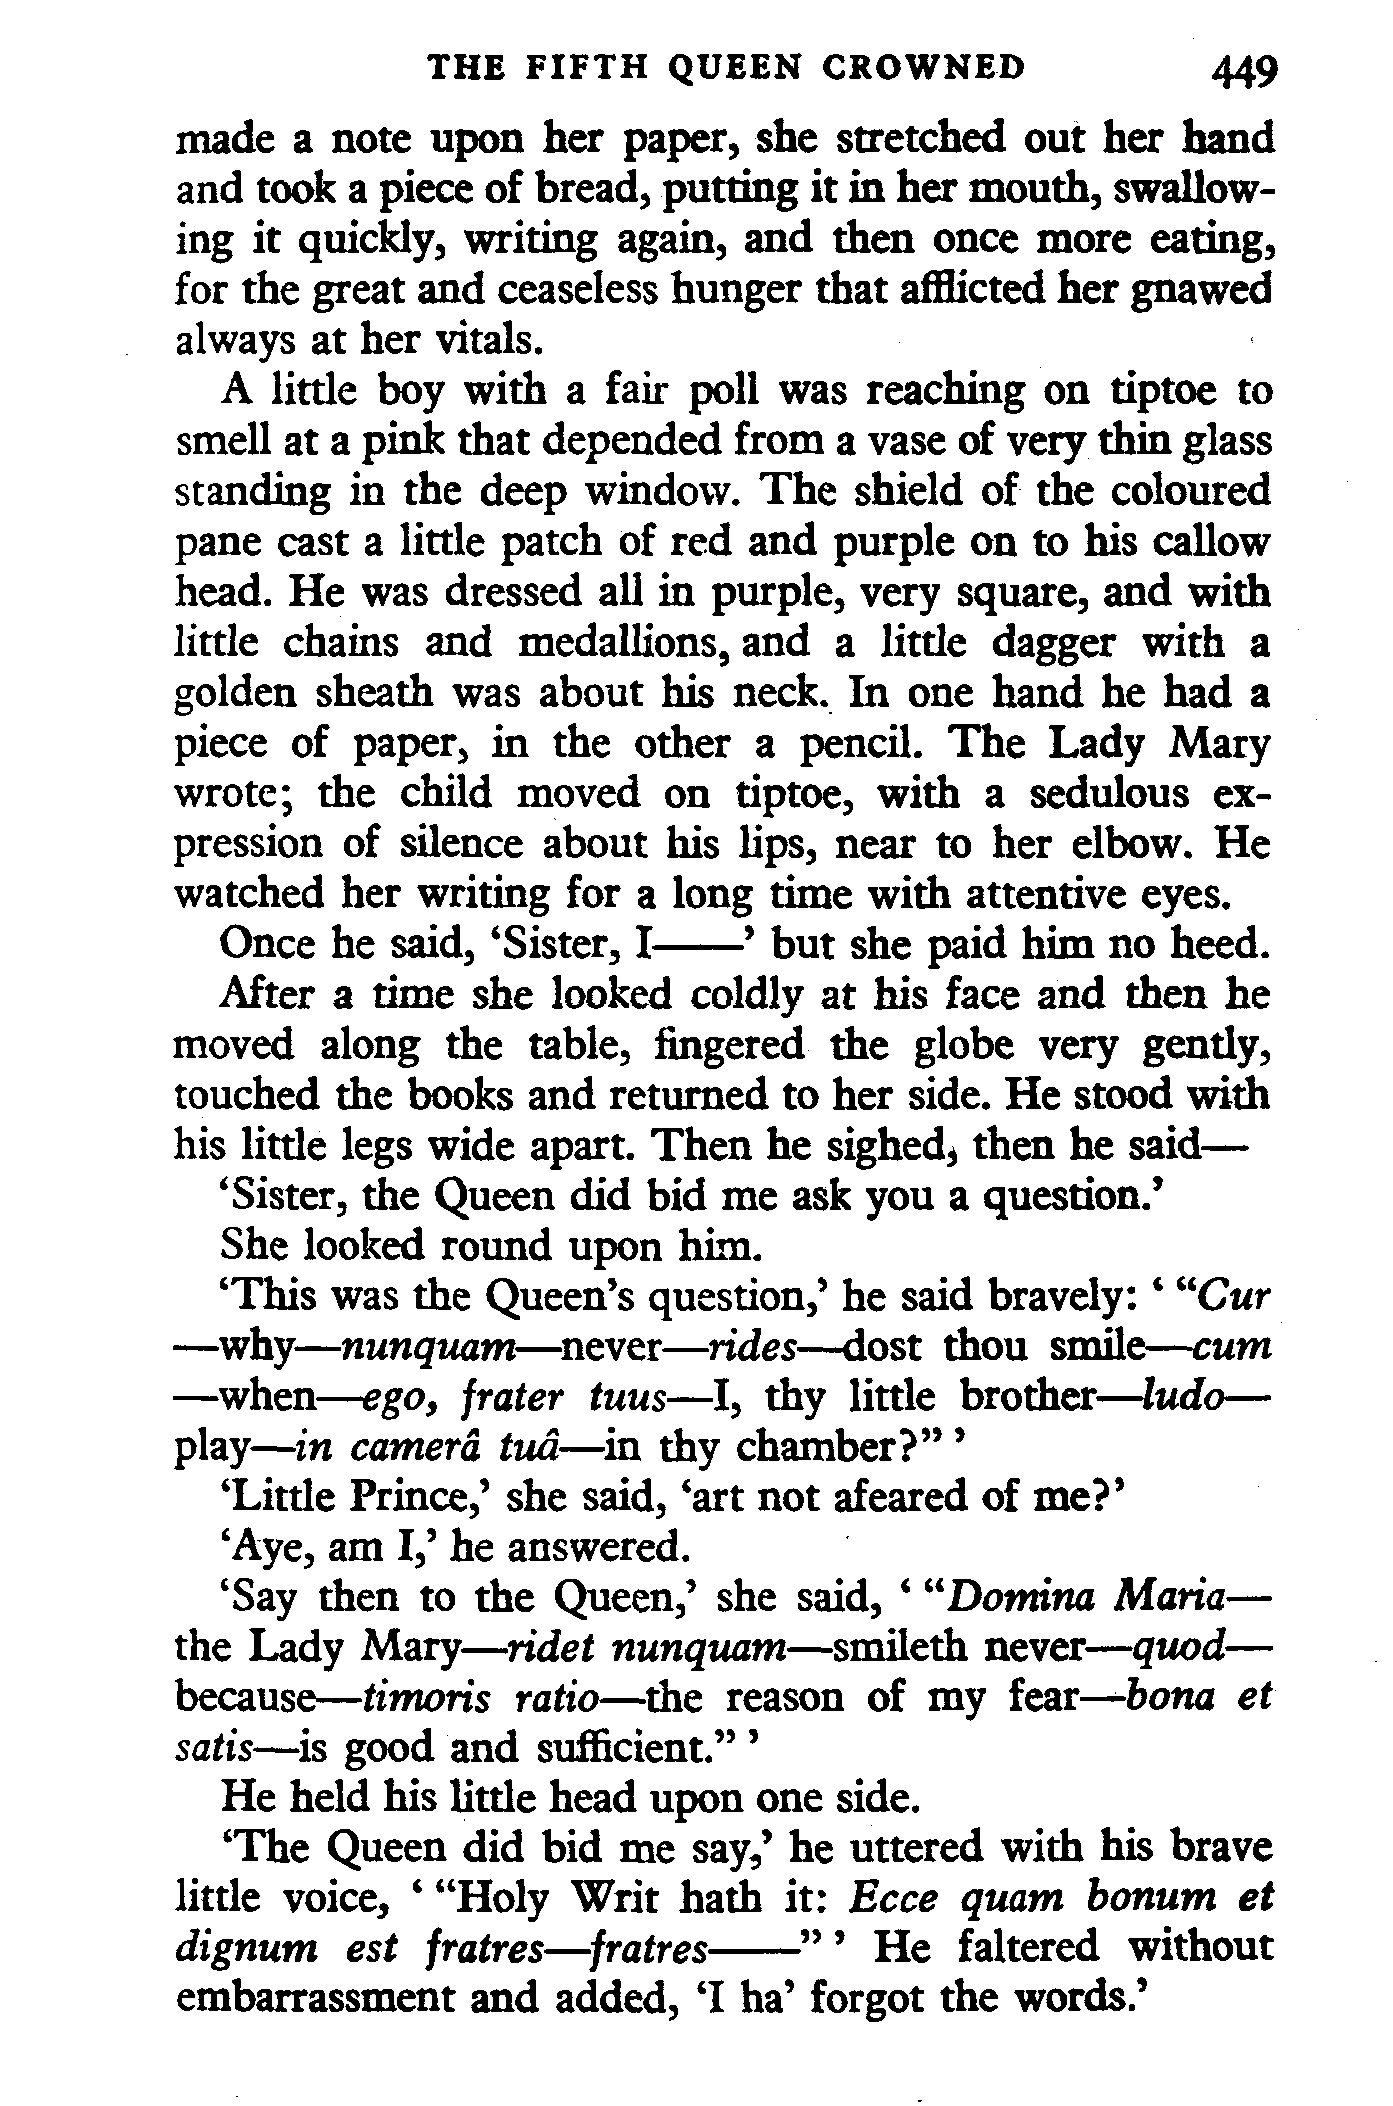 THE FIFTH QUEEN CROWNED 449
made a note upon her paper, she stretched out her hand
and took a piece of bread, putting it in her mouth, swallow-
ing it quickly, writing again, and then once more eating,
for the great and ceaseless hunger that afflicted her gnawed
always at her vitals.
A little boy with a fair poll was reaching on tiptoe to
smell at a pink that depended from a vase of very thin glass
standing in the deep window. The shield of the coloured
pane cast a little patch of red and purple on to his callow
head. He was dressed all in purple, very square, and with
little chains and medallions, and a little dagger with a
golden sheath was about his neck. In one hand he had a
piece of paper, in the other a pencil. The Lady Mary
wrote; the child moved on tiptoe, with a sedulous ex-
pression of silence about his lips, near to her elbow. He
watched her writing for a long time with attentive eyes.
Once he said, ‘Sister, I——’ but she paid him no heed.
After a time she looked coldly at his face and then he
moved along the table, fingered the globe very gently,
touched the books and returned to her side. He stood with
his little legs wide apart. Then he sighed, then he said—
‘Sister, the Queen did bid me ask you a question.’
She looked round upon him.
‘This was the Queen’s question,’ he said bravely: ‘ “Cur
—why—nunquam—never—rides—dost thou smile—cum
—when—ego, frater tuus—I, thy little brother—ludo—
play—in camerâ tuâ—in thy chamber?” ’
‘Little Prince,’ she said, ‘art not afeared of me?’
‘Aye, am I,’ he answered.
‘Say then to the Queen,’ she said, ‘ “Domina Maria—
the Lady Mary—ridet nunquam—smileth never—quod—
because—timoris ratio—the reason of my fear—bona et
satis—is good and sufficient.” ’
He held his little head upon one side.
‘The Queen did bid me say,’ he uttered with his brave
little voice, ‘ “Holy Writ hath it: Ecce quam bonum et
dignum est fratres—fratres——” ’ He faltered without
embarrassment and added, ‘I ha’ forgot the words.’